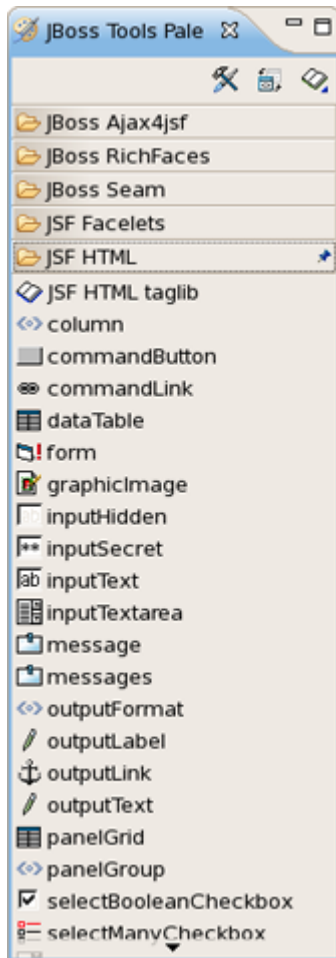 JBoss Tools Pale
JBoss Ajax4jsf
JBoss RichFaces
JBoss Seam
JSF Facelets
JSF HTML
JSF HTML taglib
column
commandButton
commandLink
dataTable
form
graphicImage
inputHidden
inputSecret
inputText
inputTextarea
message
messages
outputFormat
outputLabel
outputLink
outputText
panelGrid
panelGroup
selectBooleanCheckbox
selectManyCheckbox